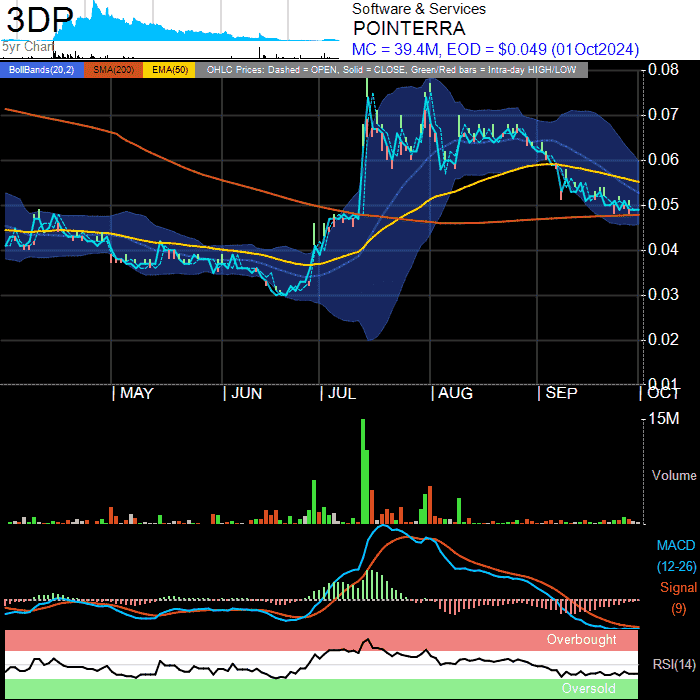 3DP
5yr Chart
Software & Services
POINTERRA
MC = 39.4M, EOD = $0.049 (01Oct2024)
BollBands(20,2) SMA(200) EMA(50) OHLC Prices: Dashed = OPEN, Solid = CLOSE, Green/Red bars = Intra-day HIGH/LOW
0.08
0.07
0.06
0.05
0.04
0.03
0.02
0.01
MAY JUN JUL AUG SEP OCT
15M
Volume
MACD
(12-26)
Signal
(9)
Overbought
RSI(14)
Oversold